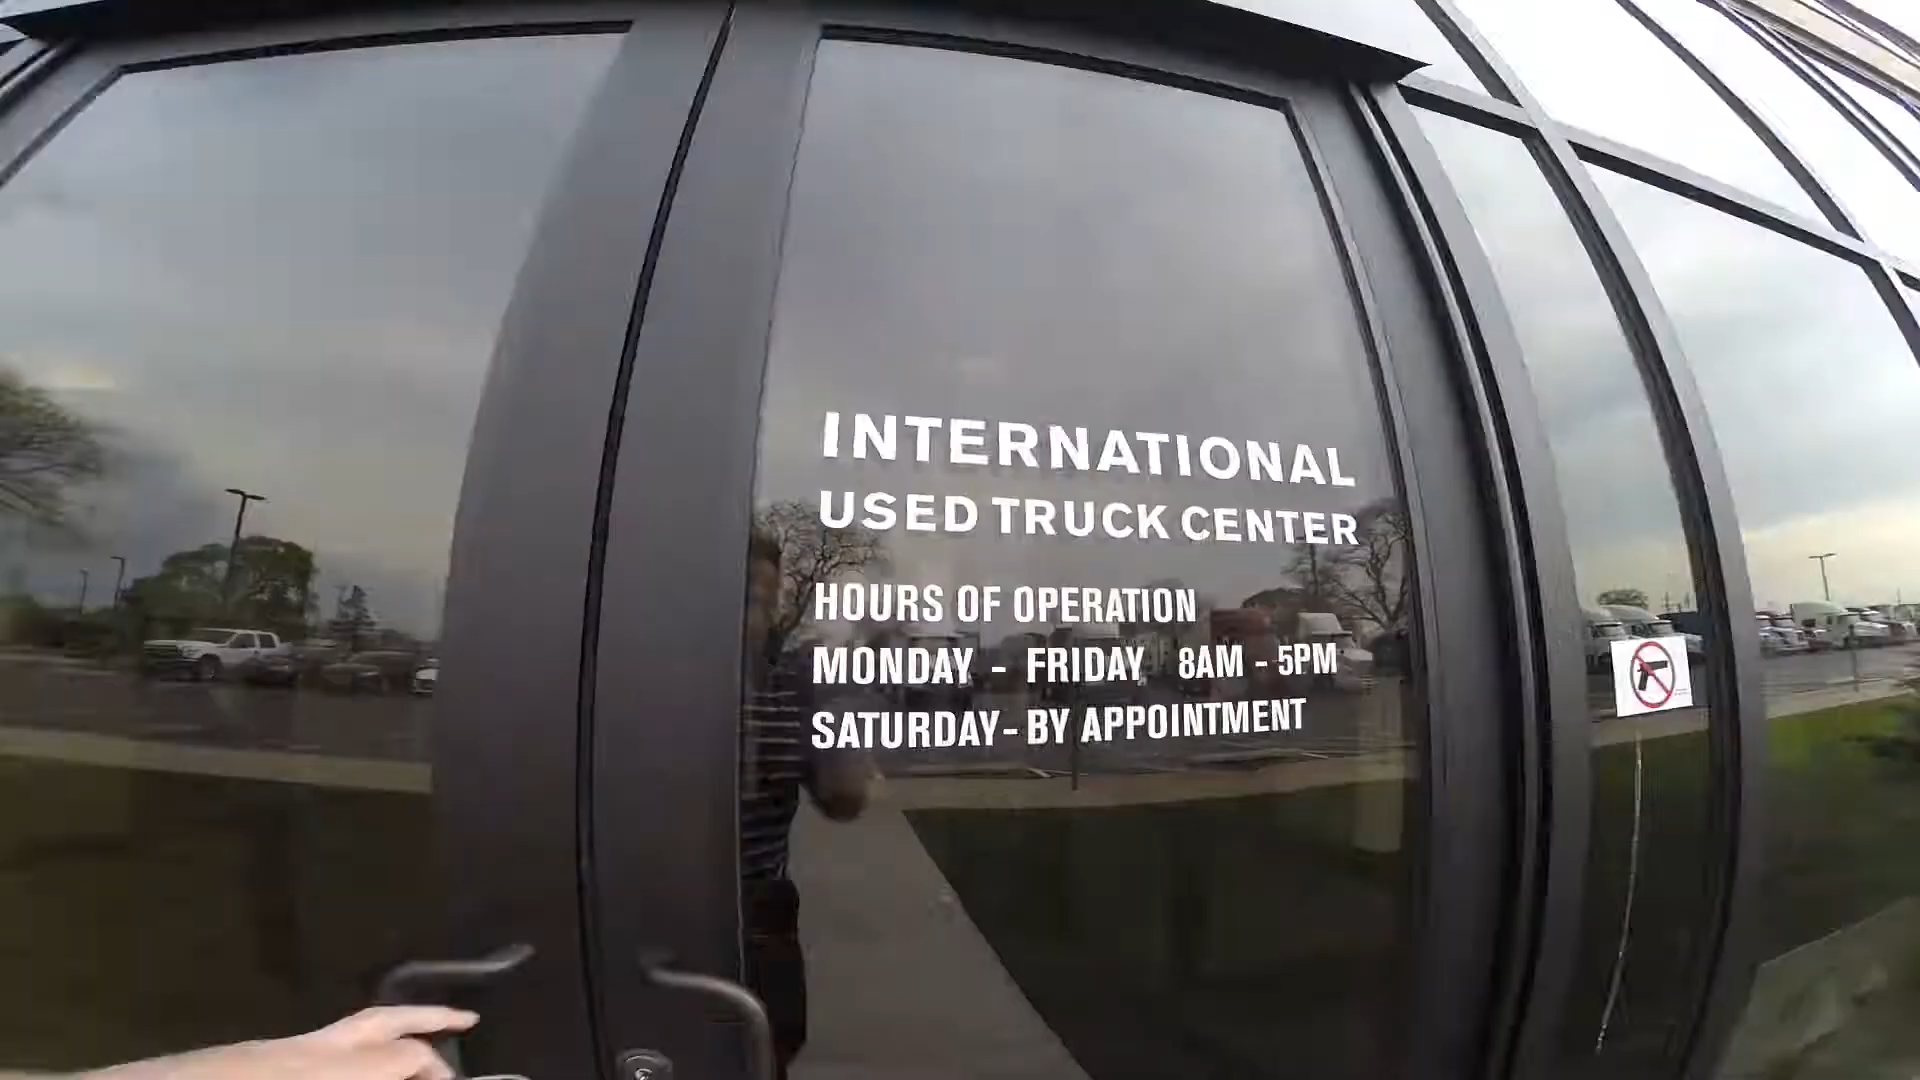 INTERNATIONAL
USED TRUCK CENTER
HOURS OF OPERATION
MONDAY - FRIDAY 8AM - 5PM
SATURDAY - BY APPOINTMENT